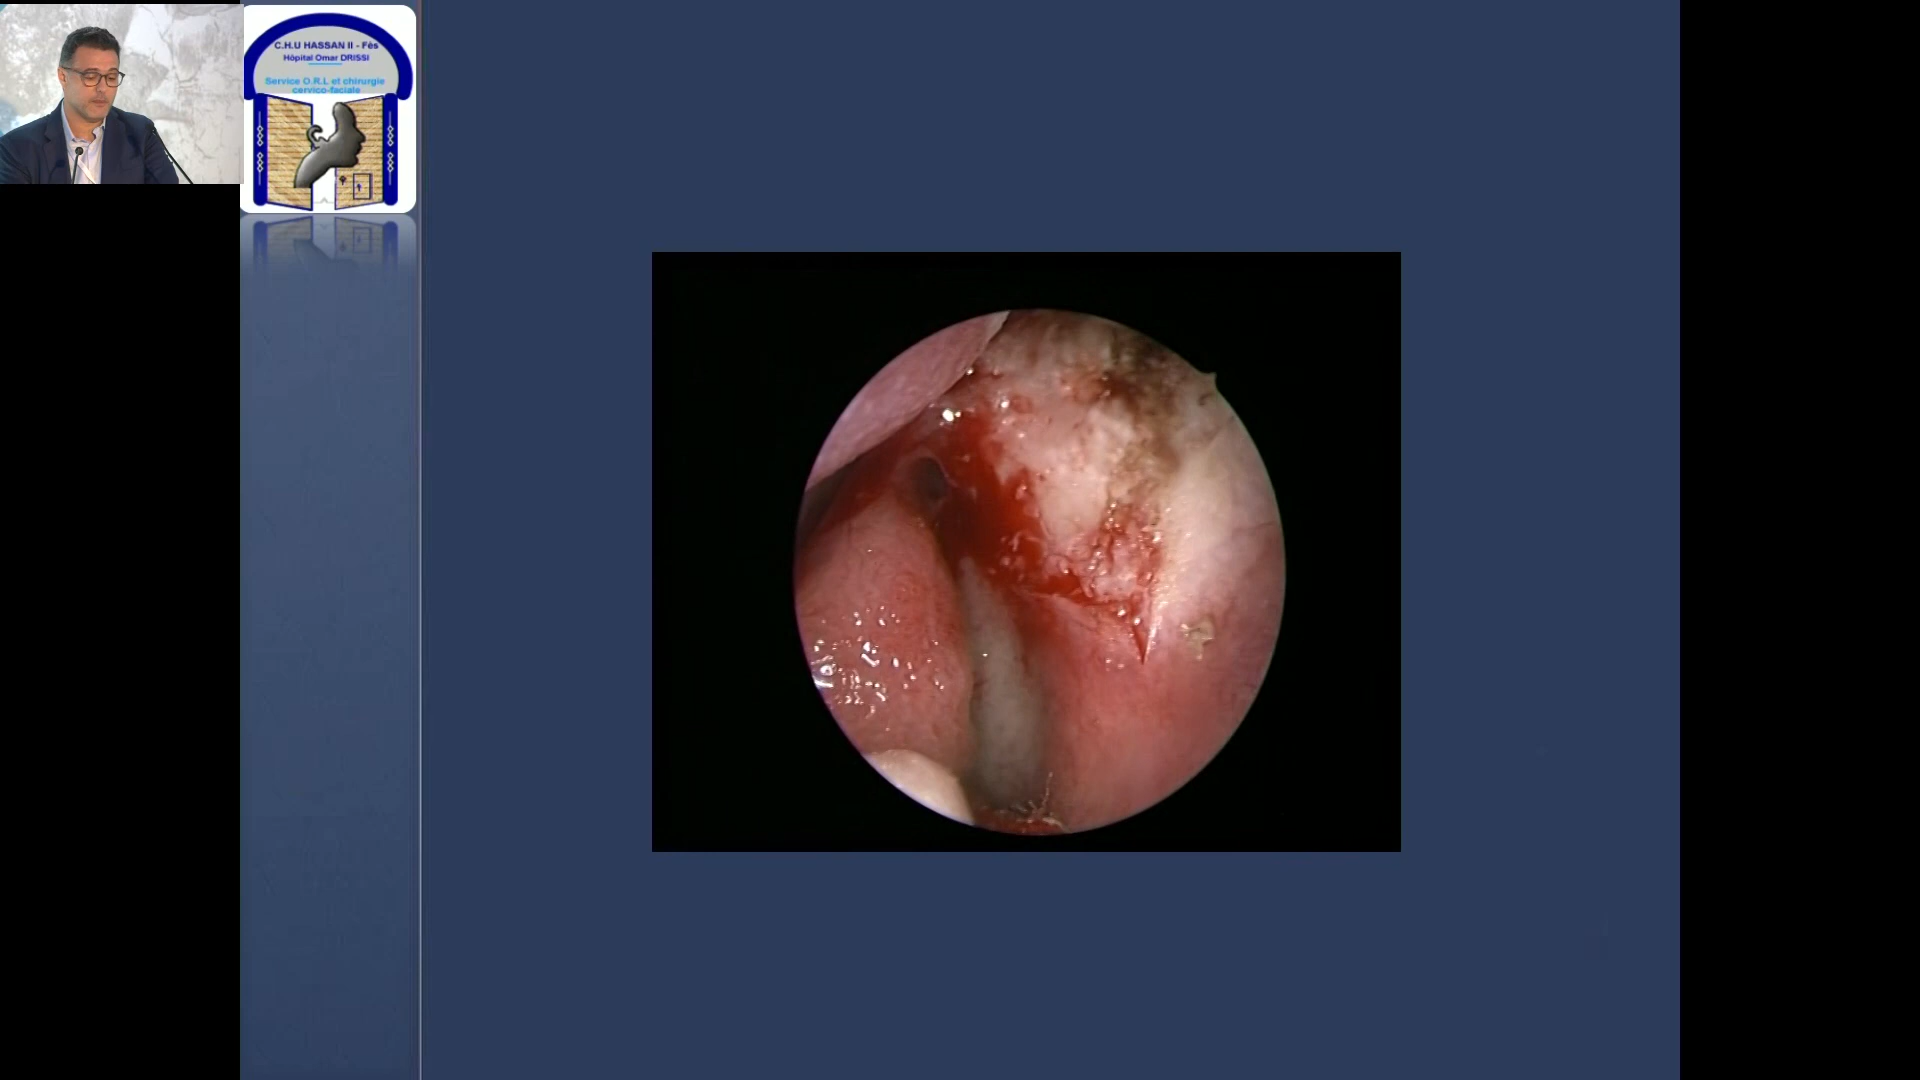 C.H.U HASSAN II - Fès
Hôpital Omar DRISSI
Service O.R.L et chirurgie
cervico-faciale